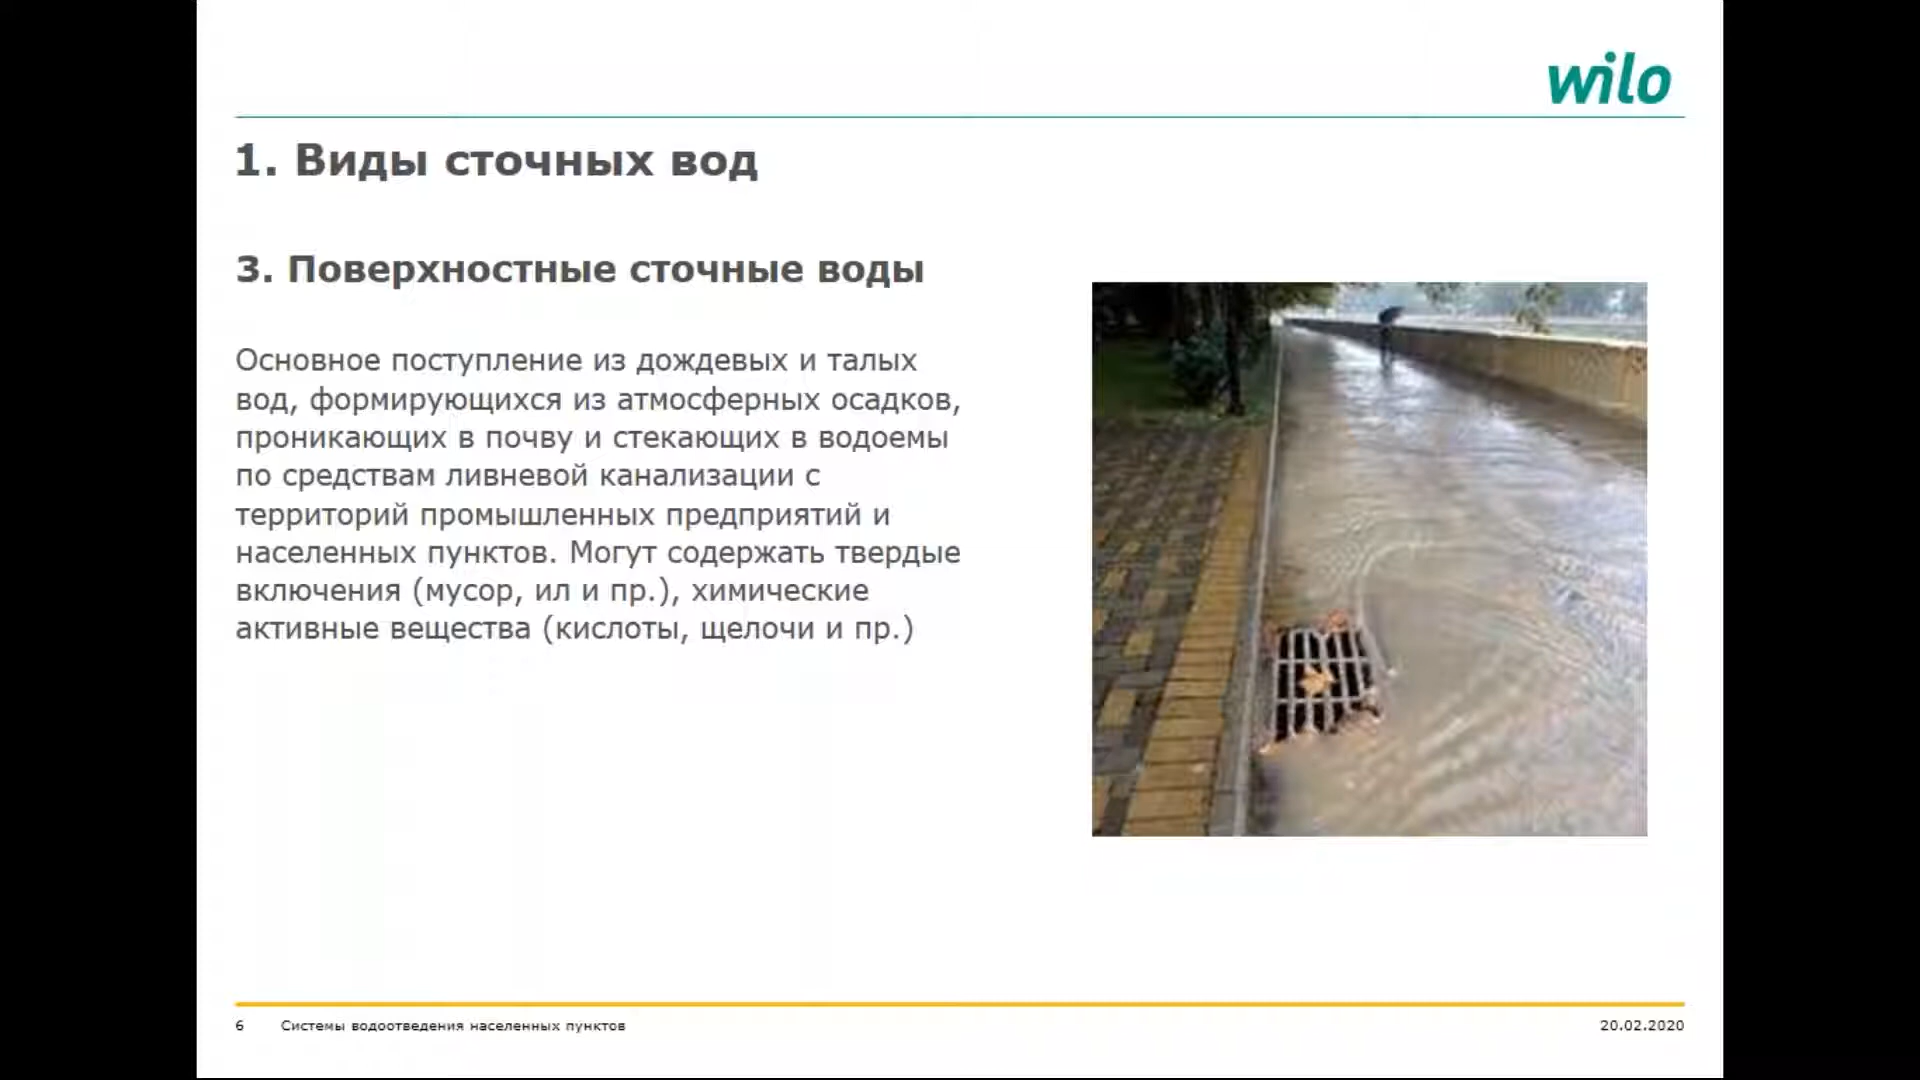 wilo
1. Виды сточных вод
3. Поверхностные сточные воды
Основное поступление из дождевых и талых
вод, формирующихся из атмосферных осадков,
проникающих в почву и стекающих в водоемы
по средствам ливневой канализации с
территорий промышленных предприятий и
населенных пунктов. Могут содержать твердые
включения (мусор, ил и пр.), химические
активные вещества (кислоты, щелочи и пр.)
6 Системы водоотведения населенных пунктов 20.02.2020